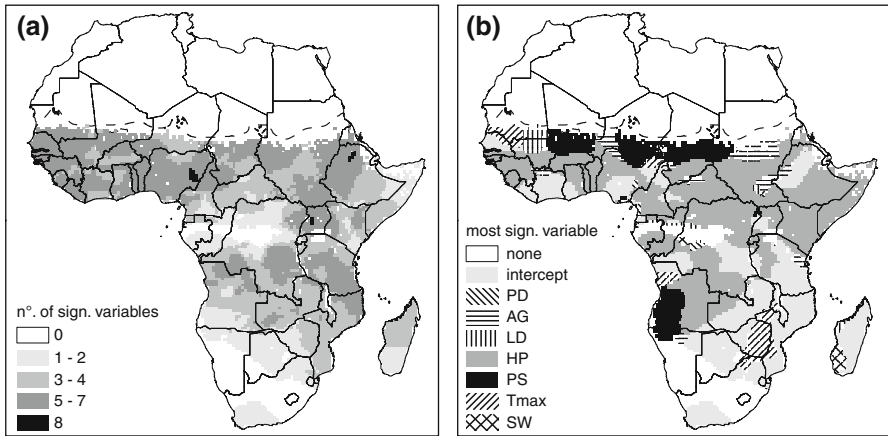 (a)
n°. of sign. variables
0
1 - 2
3 - 4
5 - 7
8
(b)
most sign. variable
none
intercept
PD
AG
LD
HP
PS
Tmax
SW